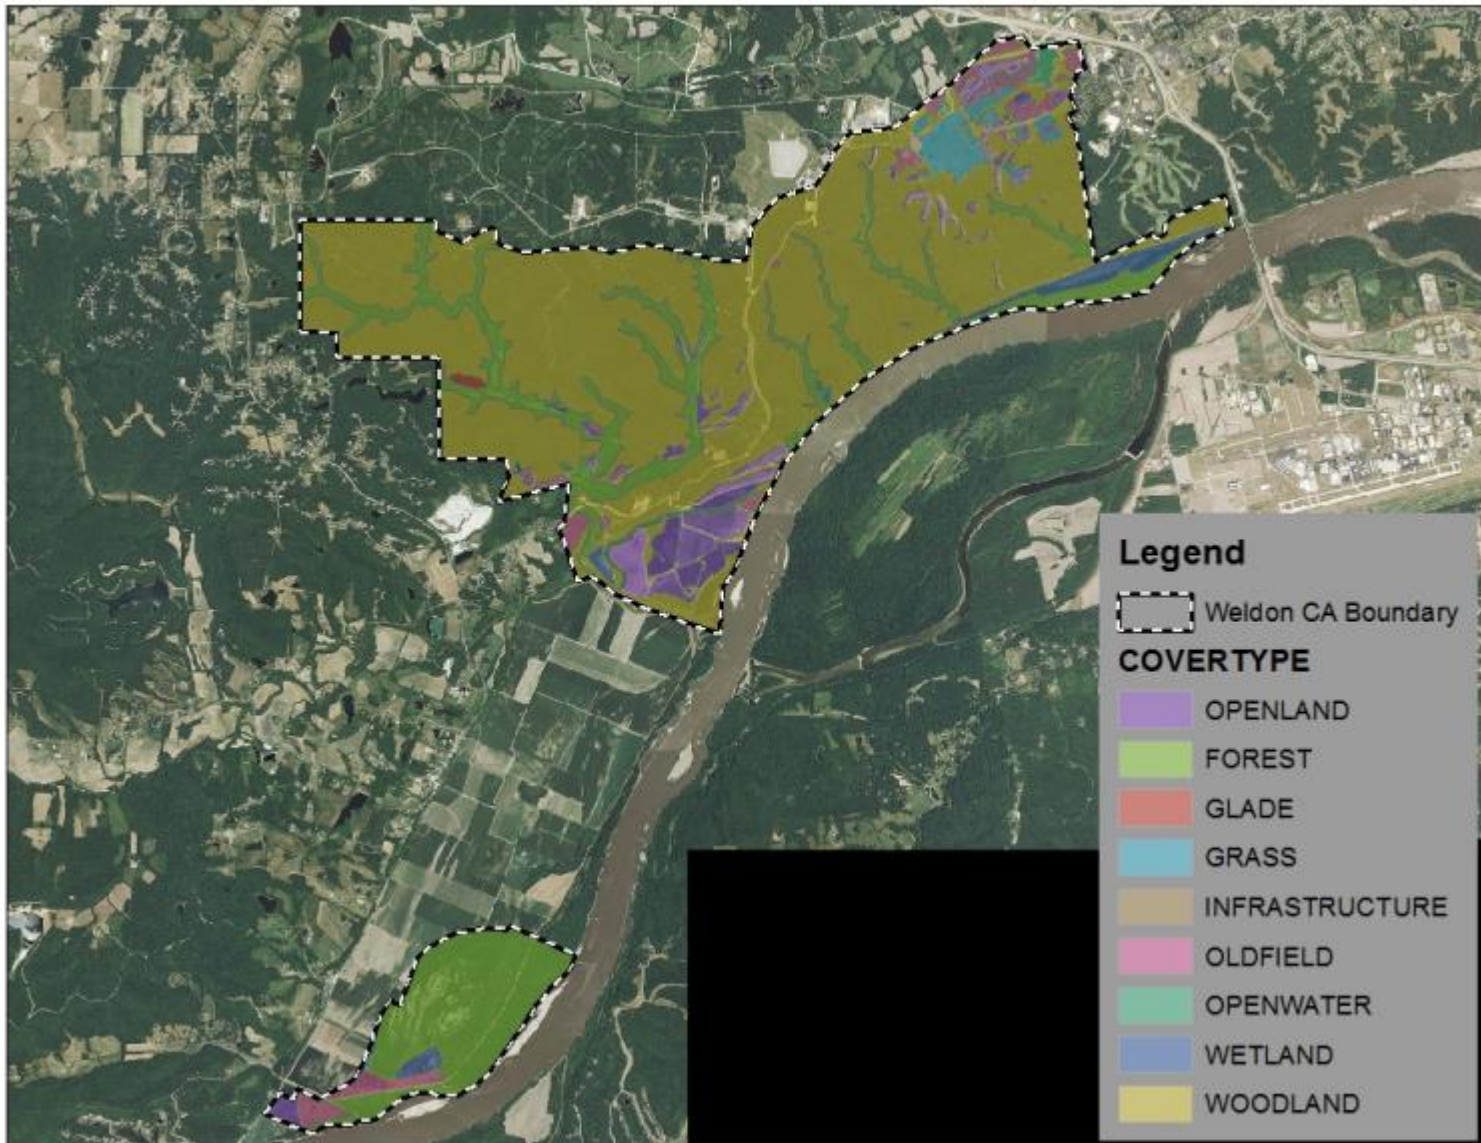 Legend
Weldon CA Boundary
COVERTYPE
OPENLAND
FOREST
GLADE
GRASS
INFRASTRUCTURE
OLDFIELD
OPENWATER
WETLAND
WOODLAND